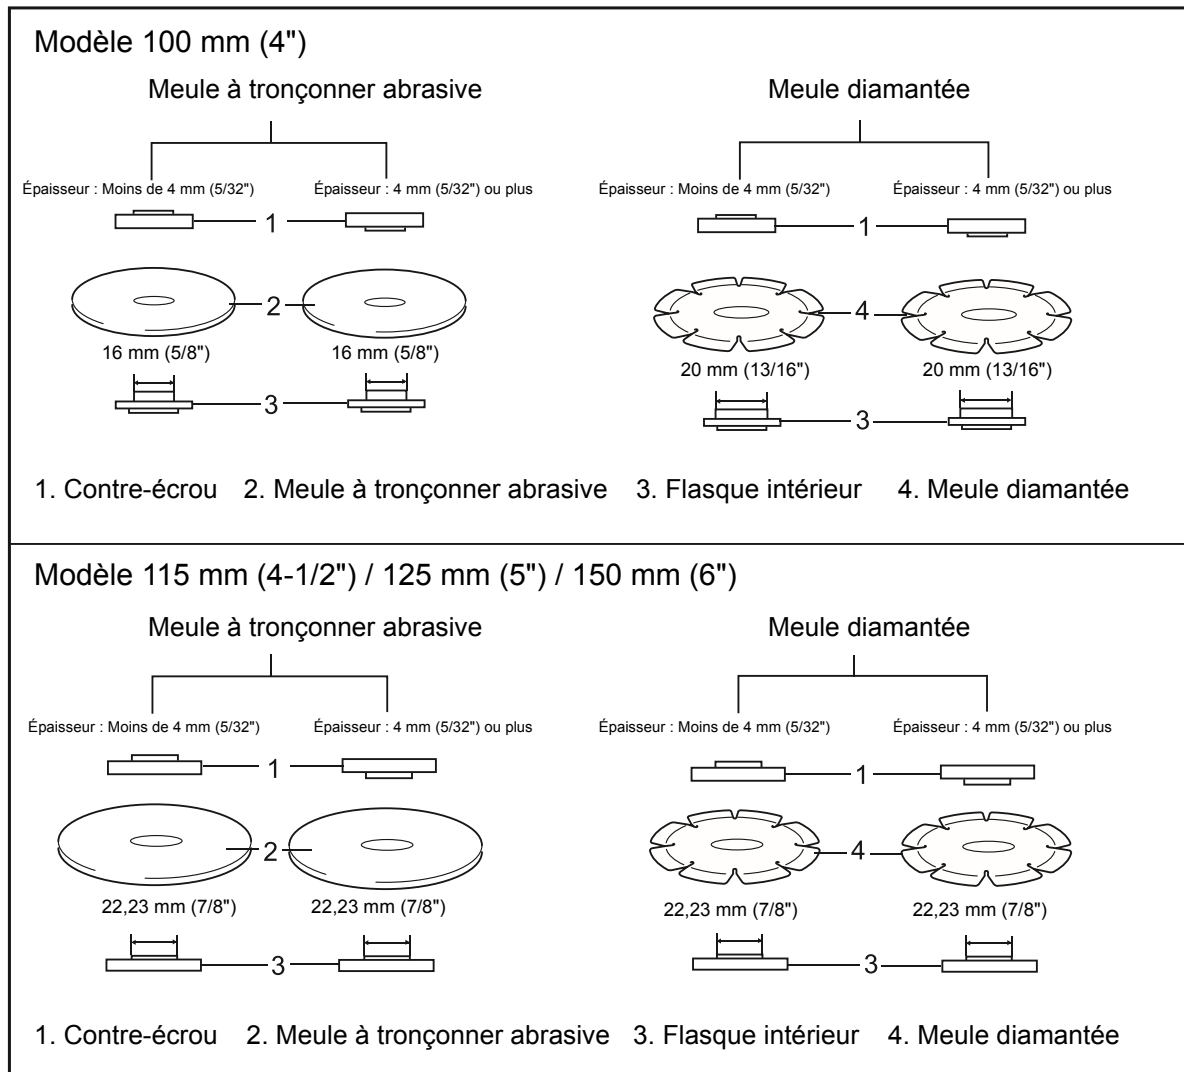 Modèle 100 mm (4")
Meule à tronçonner abrasive
Meule diamantée
Épaisseur : Moins de 4 mm (5/32")
Épaisseur : 4 mm (5/32") ou plus
Épaisseur : Moins de 4 mm (5/32")
Épaisseur : 4 mm (5/32") ou plus
1
1
2
4
16 mm (5/8")
16 mm (5/8")
20 mm (13/16")
20 mm (13/16")
3
3
1. Contre-écrou 2. Meule à tronçonner abrasive 3. Flasque intérieur 4. Meule diamantée
Modèle 115 mm (4-1/2") / 125 mm (5") / 150 mm (6")
Meule à tronçonner abrasive
Meule diamantée
Épaisseur : Moins de 4 mm (5/32")
Épaisseur : 4 mm (5/32") ou plus
Épaisseur : Moins de 4 mm (5/32")
Épaisseur : 4 mm (5/32") ou plus
1
1
2
4
22,23 mm (7/8")
22,23 mm (7/8")
22,23 mm (7/8")
22,23 mm (7/8")
3
3
1. Contre-écrou 2. Meule à tronçonner abrasive 3. Flasque intérieur 4. Meule diamantée